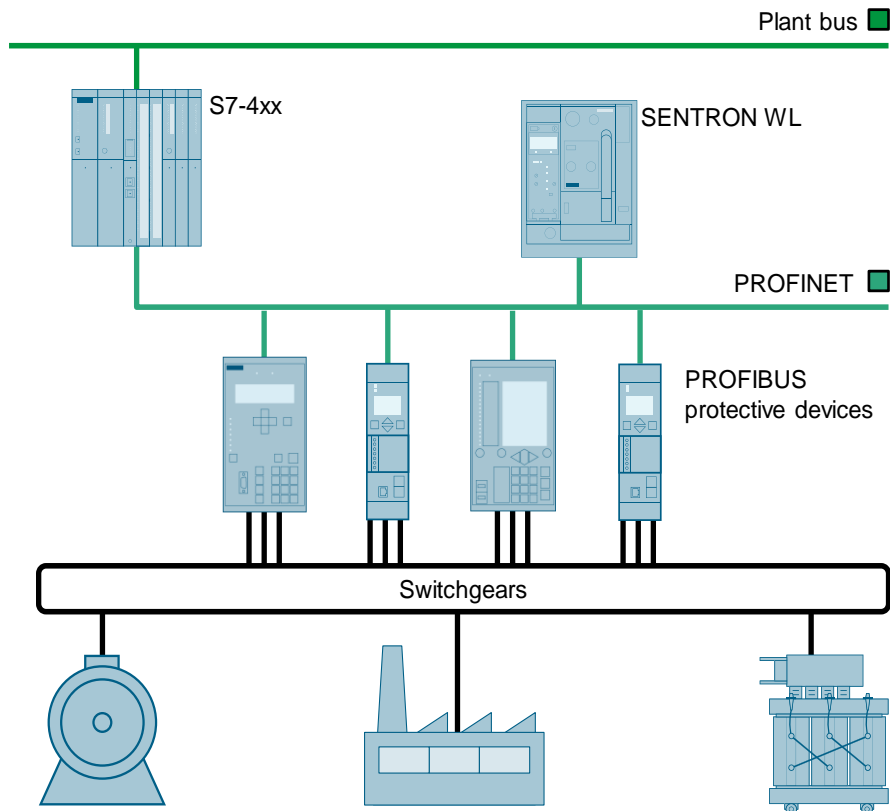 Plant bus
S7-4xx
SENTRON WL
PROFINET
PROFIBUS
protective devices
Switchgears